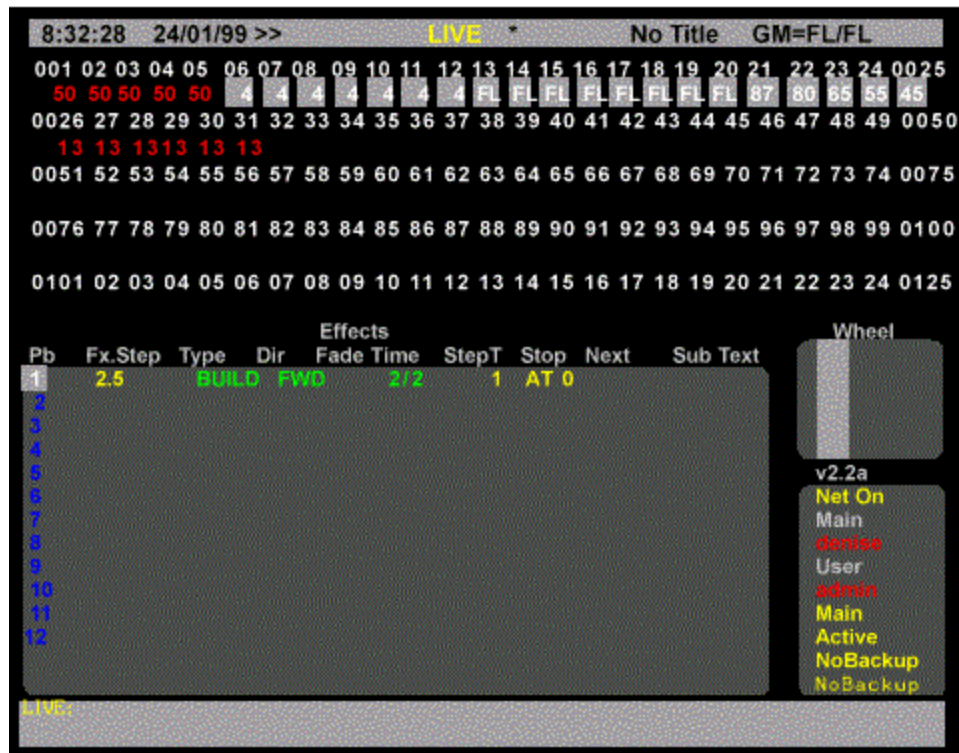 8:32:28 24/01/99 >> LIVE * No Title GM=FL/FL
001 02 03 04 05 06 07 08 09 10 11 12 13 14 15 16 17 18 19 20 21 22 23 24 0025
50 50 50 50 50 4 4 4 4 4 4 4 FL FL FL FL FL FL FL FL 87 80 65 55 45
0026 27 28 29 30 31 32 33 34 35 36 37 38 39 40 41 42 43 44 45 46 47 48 49 0050
13 13 1313 13 13
0051 52 53 54 55 56 57 58 59 60 61 62 63 64 65 66 67 68 69 70 71 72 73 74 0075
0076 77 78 79 80 81 82 83 84 85 86 87 88 89 90 91 92 93 94 95 96 97 98 99 0100
0101 02 03 04 05 06 07 08 09 10 11 12 13 14 15 16 17 18 19 20 21 22 23 24 0125
Effects
Pb Fx.Step Type Dir Fade Time StepT Stop Next Sub Text
1 2.5 BUILD FWD 2/2 1 AT 0
2
3
4
5
6
7
8
9
10
11
12
Wheel
v2.2a
Net On
Main
denise
User
admin
Main
Active
NoBackup
NoBackup
LIVE: